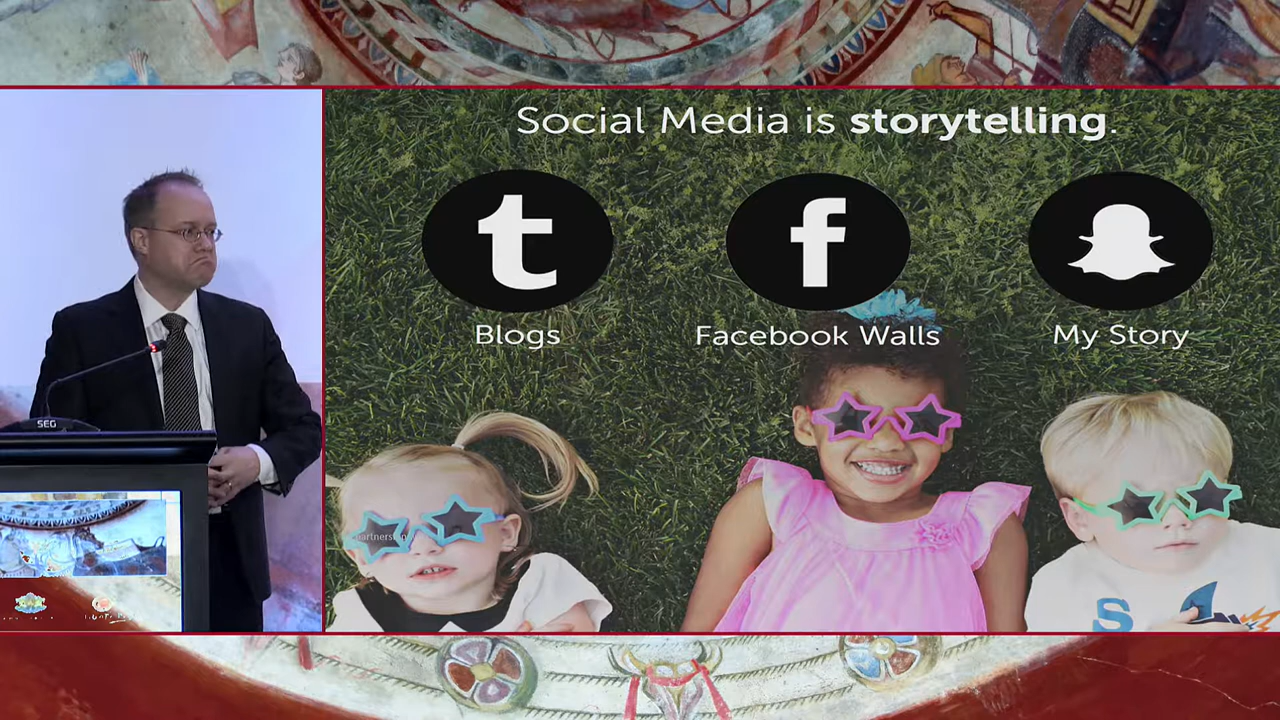 Social Media is storytelling.
t
f
Blogs
Facebook Walls
My Story
SEG
S